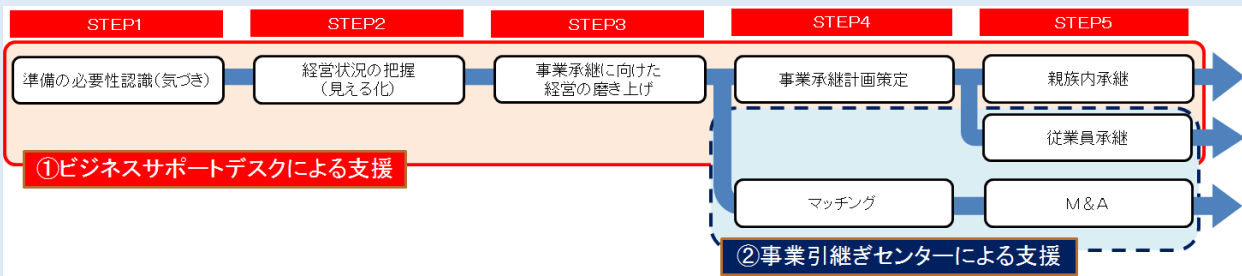 STEP1
STEP2
STEP3
STEP4
STEP5
準備の必要性認識(気づき)
経営状況の把握
(見える化)
事業承継に向けた
経営の磨き上げ
事業承継計画策定
親族内承継
従業員承継
①ビジネスサポートデスクによる支援
マッチング
M&A
②事業引継ぎセンターによる支援